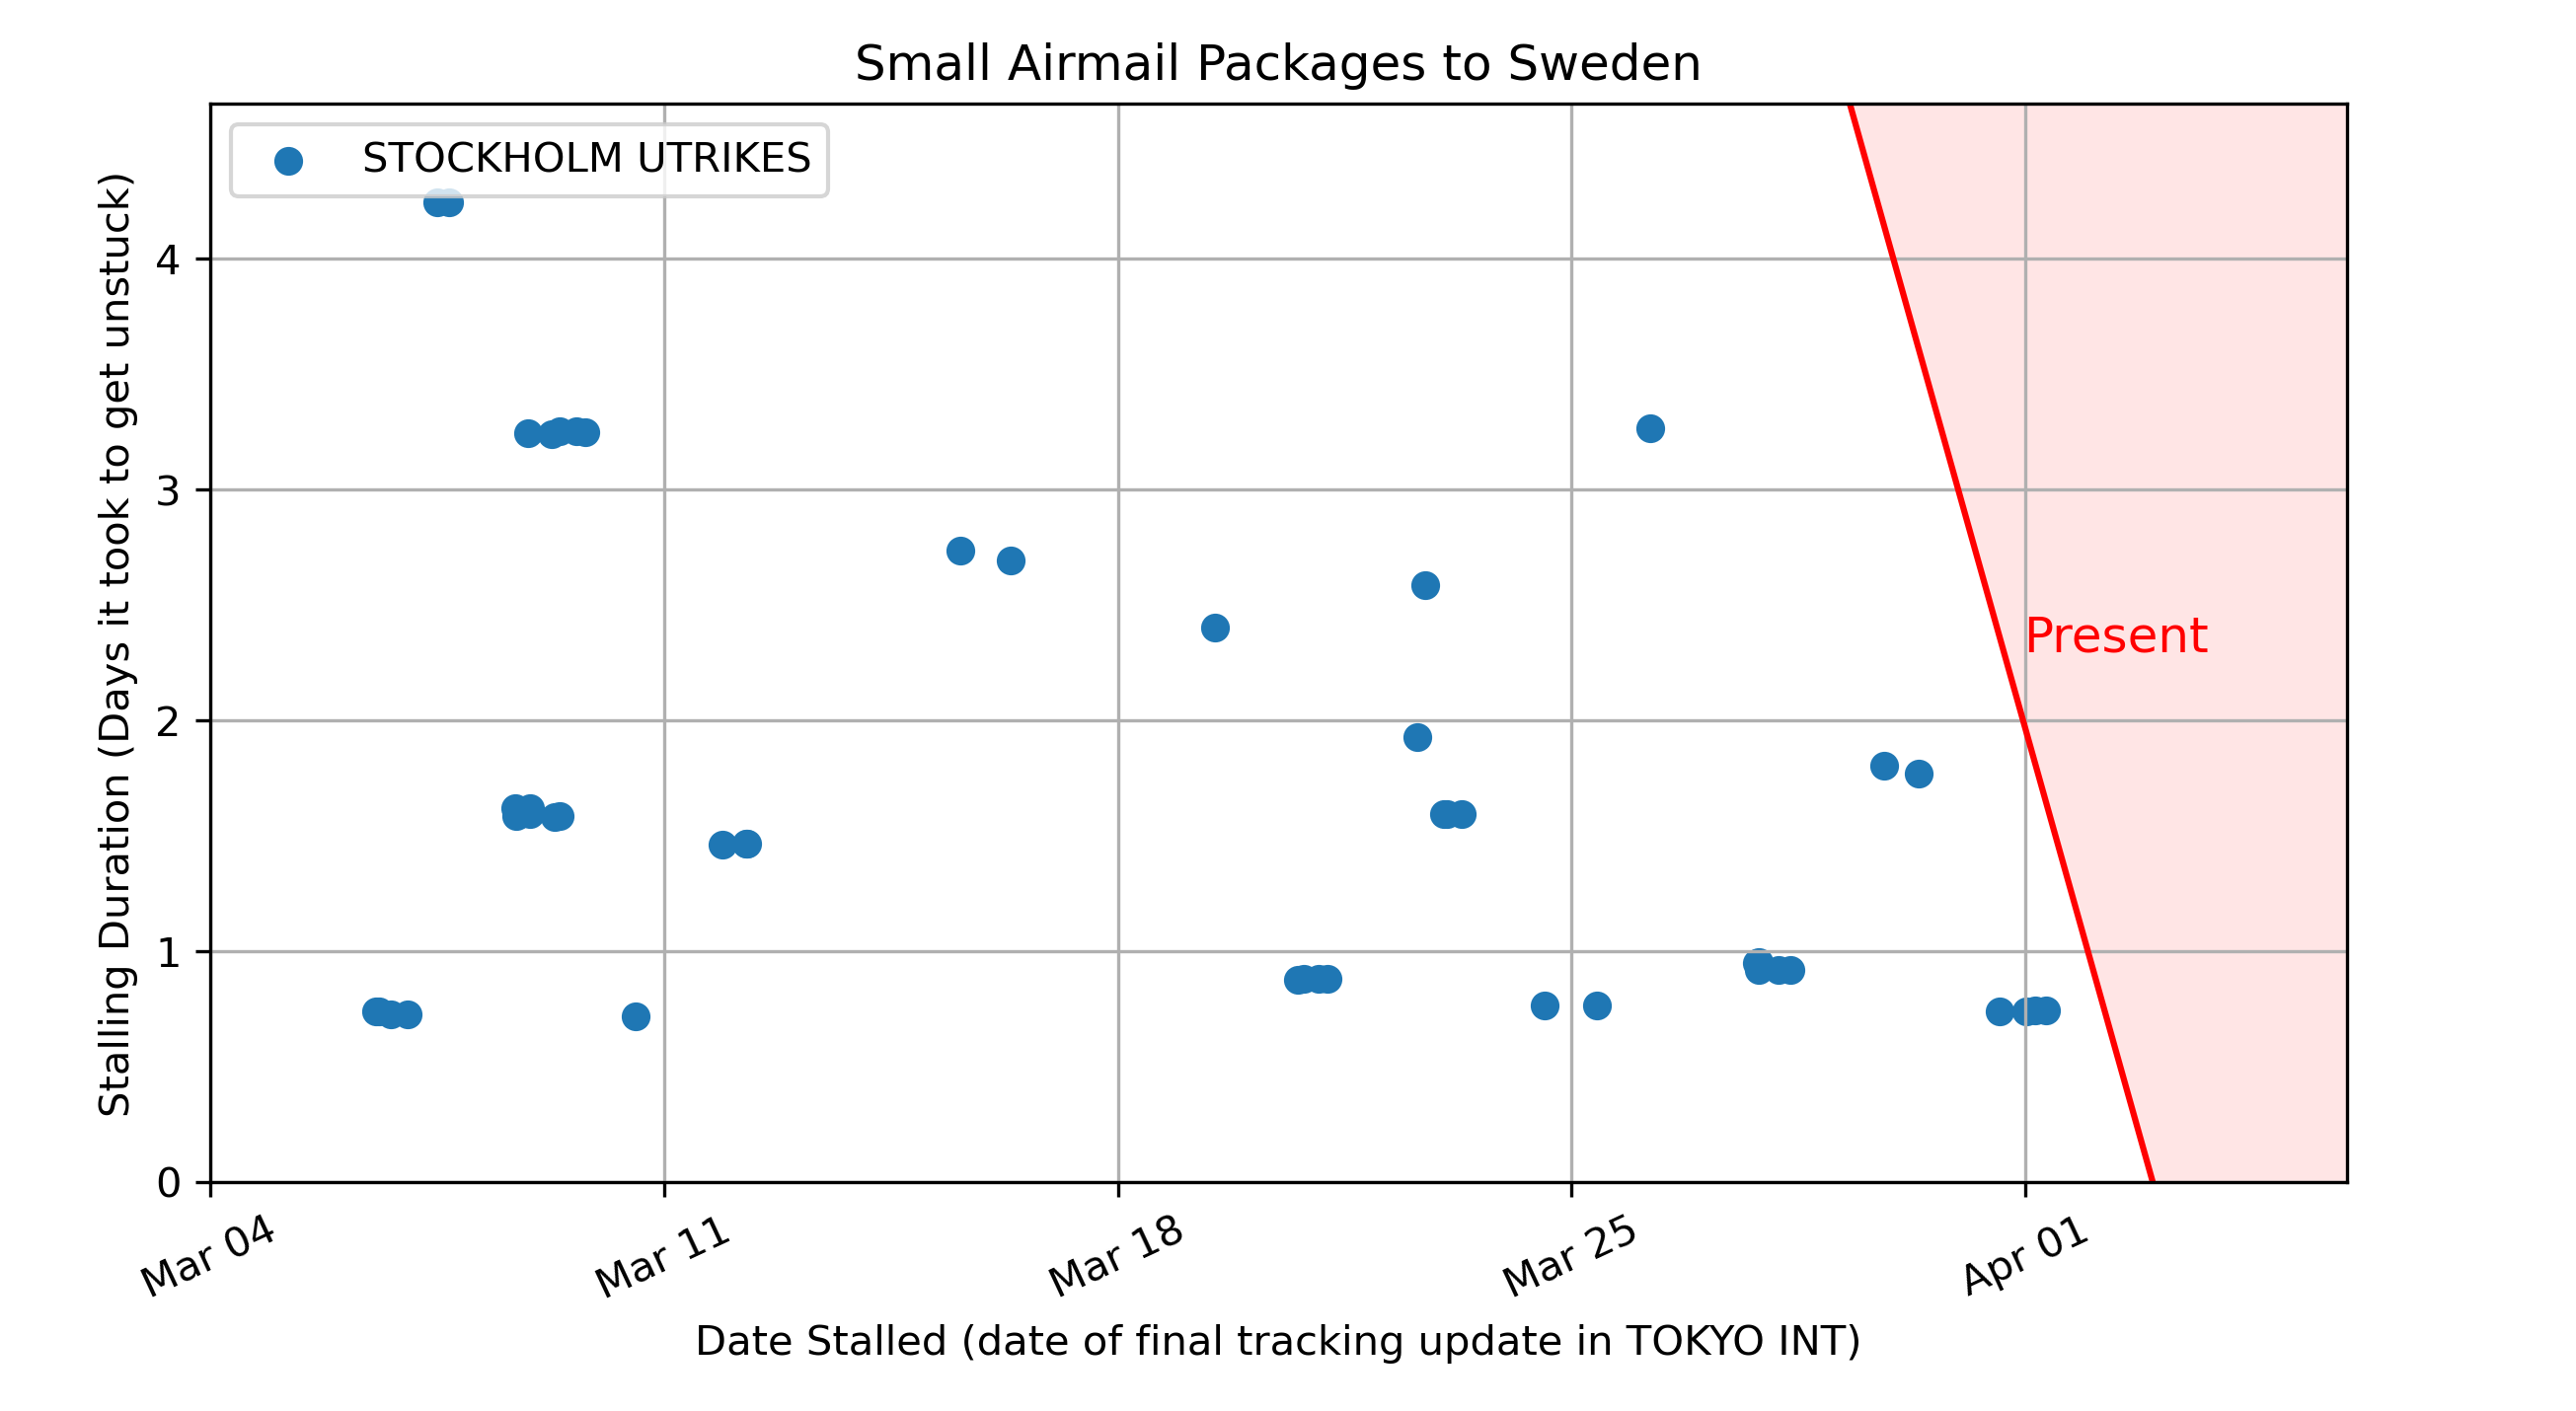 Small Airmail Packages to Sweden
STOCKHOLM UTRIKES
Stalling Duration (Days it took to get unstuck)
4
3
2
1
0
Present
Mar 04
Mar 11
Mar 18
Mar 25
Apr 01
Date Stalled (date of final tracking update in TOKYO INT)